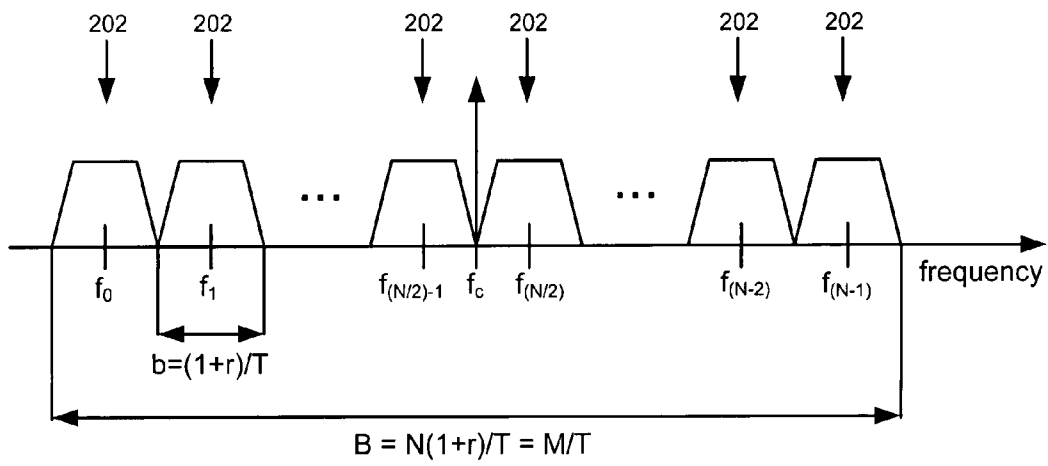 202 202 202 202 202 202
... ...
f0 f1 f(N/2)-1 fc f(N/2) f(N-2) f(N-1) frequency
b=(1+r)/T
B = N(1+r)/T = M/T